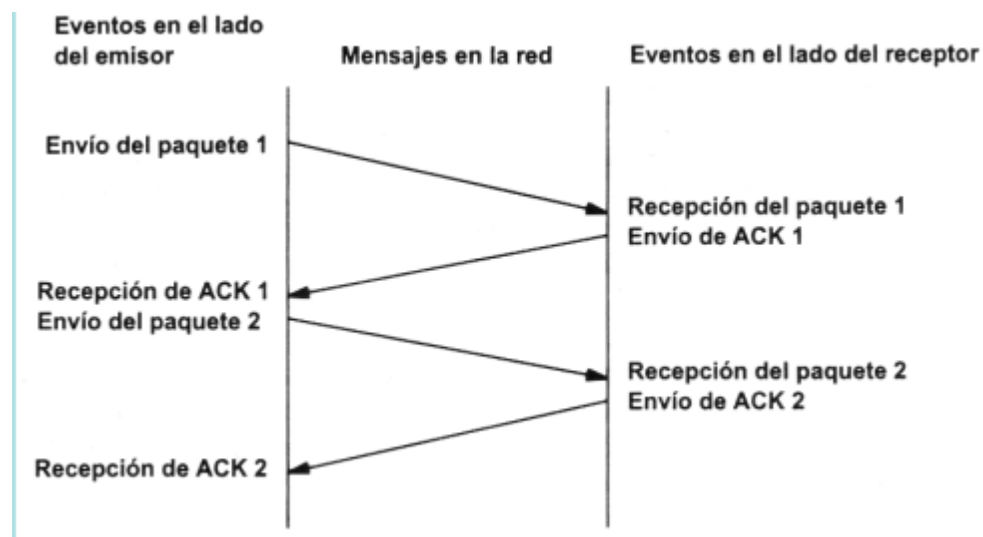 Eventos en el lado
del emisor
Mensajes en la red
Eventos en el lado del receptor
Envío del paquete 1
Recepción del paquete 1
Envío de ACK 1
Recepción de ACK 1
Envío del paquete 2
Recepción del paquete 2
Envío de ACK 2
Recepción de ACK 2